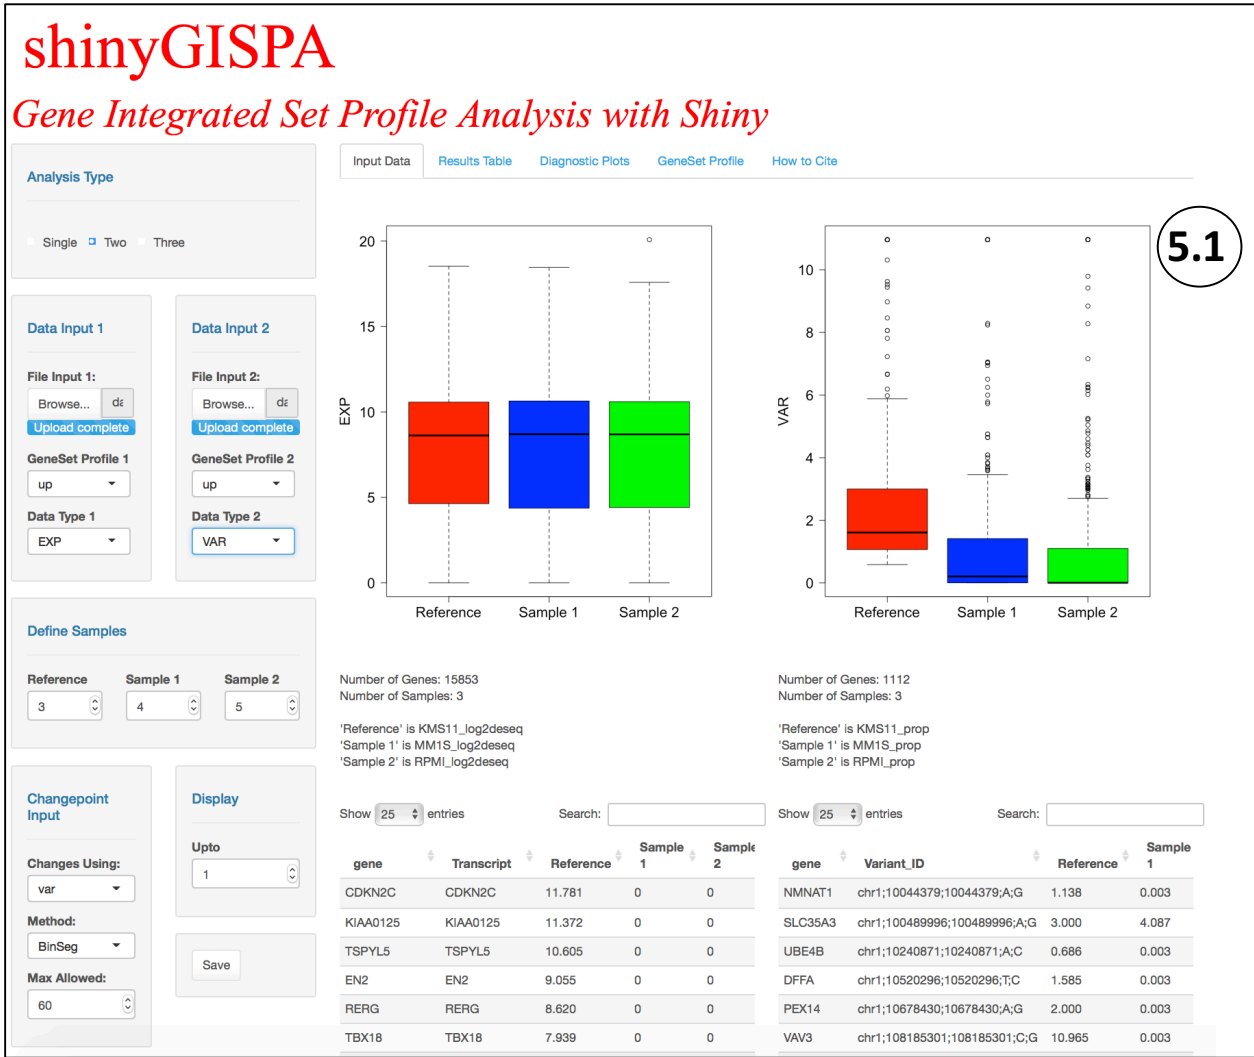 shinyGISPA
Gene Integrated Set Profile Analysis with Shiny
Analysis Type
Single Two Three
Data Input 1
File Input 1:
Browse... da
Upload complete
GeneSet Profile 1
up
Data Type 1
EXP
Data Input 2
File Input 2:
Browse... da
Upload complete
GeneSet Profile 2
up
Data Type 2
VAR
Define Samples
Reference Sample 1 Sample 2
3 4 5
Changepoint
Input
Changes Using:
var
Method:
BinSeg
Max Allowed:
60
Display
Upto
1
Save
Input Data Results Table Diagnostic Plots GeneSet Profile How to Cite
5.1
EXP
20
15
10
5
0
Reference Sample 1 Sample 2
VAR
10
8
6
4
2
0
Reference Sample 1 Sample 2
Number of Genes: 15853
Number of Samples: 3
'Reference' is KMS11_log2deseq
'Sample 1' is MM1S_log2deseq
'Sample 2' is RPMI_log2deseq
Show 25 entries Search:
gene Transcript Reference Sample 1 Sample 2
CDKN2C CDKN2C 11.781 0 0
KIAA0125 KIAA0125 11.372 0 0
TSPYL5 TSPYL5 10.605 0 0
EN2 EN2 9.055 0 0
RERG RERG 8.620 0 0
TBX18 TBX18 7.939 0 0
Number of Genes: 1112
Number of Samples: 3
'Reference' is KMS11_prop
'Sample 1' is MM1S_prop
'Sample 2' is RPMI_prop
Show 25 entries Search:
gene Variant_ID Reference Sample 1
NMNAT1 chr1;10044379;10044379;A;G 1.138 0.003
SLC35A3 chr1;100489996;100489996;A;G 3.000 4.087
UBE4B chr1;10240871;10240871;A;C 0.686 0.003
DFFA chr1;10520296;10520296;T;C 1.585 0.003
PEX14 chr1;10678430;10678430;A;G 2.000 0.003
VAV3 chr1;108185301;108185301;C;G 10.965 0.003